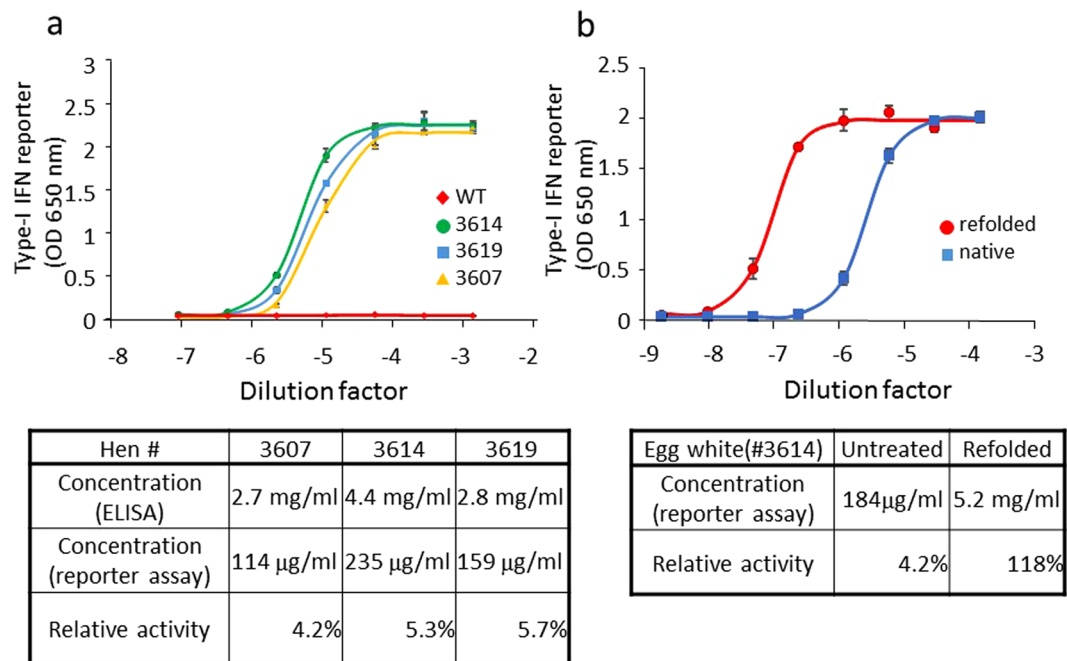 a
Type-I IFN reporter
(OD 650 nm)
3
2.5
2
1.5
1
0.5
0
-8
-7
-6
-5
-4
-3
-2
Dilution factor
WT
3614
3619
3607
b
Type-I IFN reporter
(OD 650 nm)
2.5
2
1.5
1
0.5
0
-9
-8
-7
-6
-5
-4
-3
Dilution factor
refolded
native
Hen # 3607 3614 3619
Concentration
(ELISA) 2.7 mg/ml 4.4 mg/ml 2.8 mg/ml
Concentration
(reporter assay) 114 µg/ml 235 µg/ml 159 µg/ml
Relative activity 4.2% 5.3% 5.7%
Egg white(#3614) Untreated Refolded
Concentration
(reporter assay) 184µg/ml 5.2 mg/ml
Relative activity 4.2% 118%